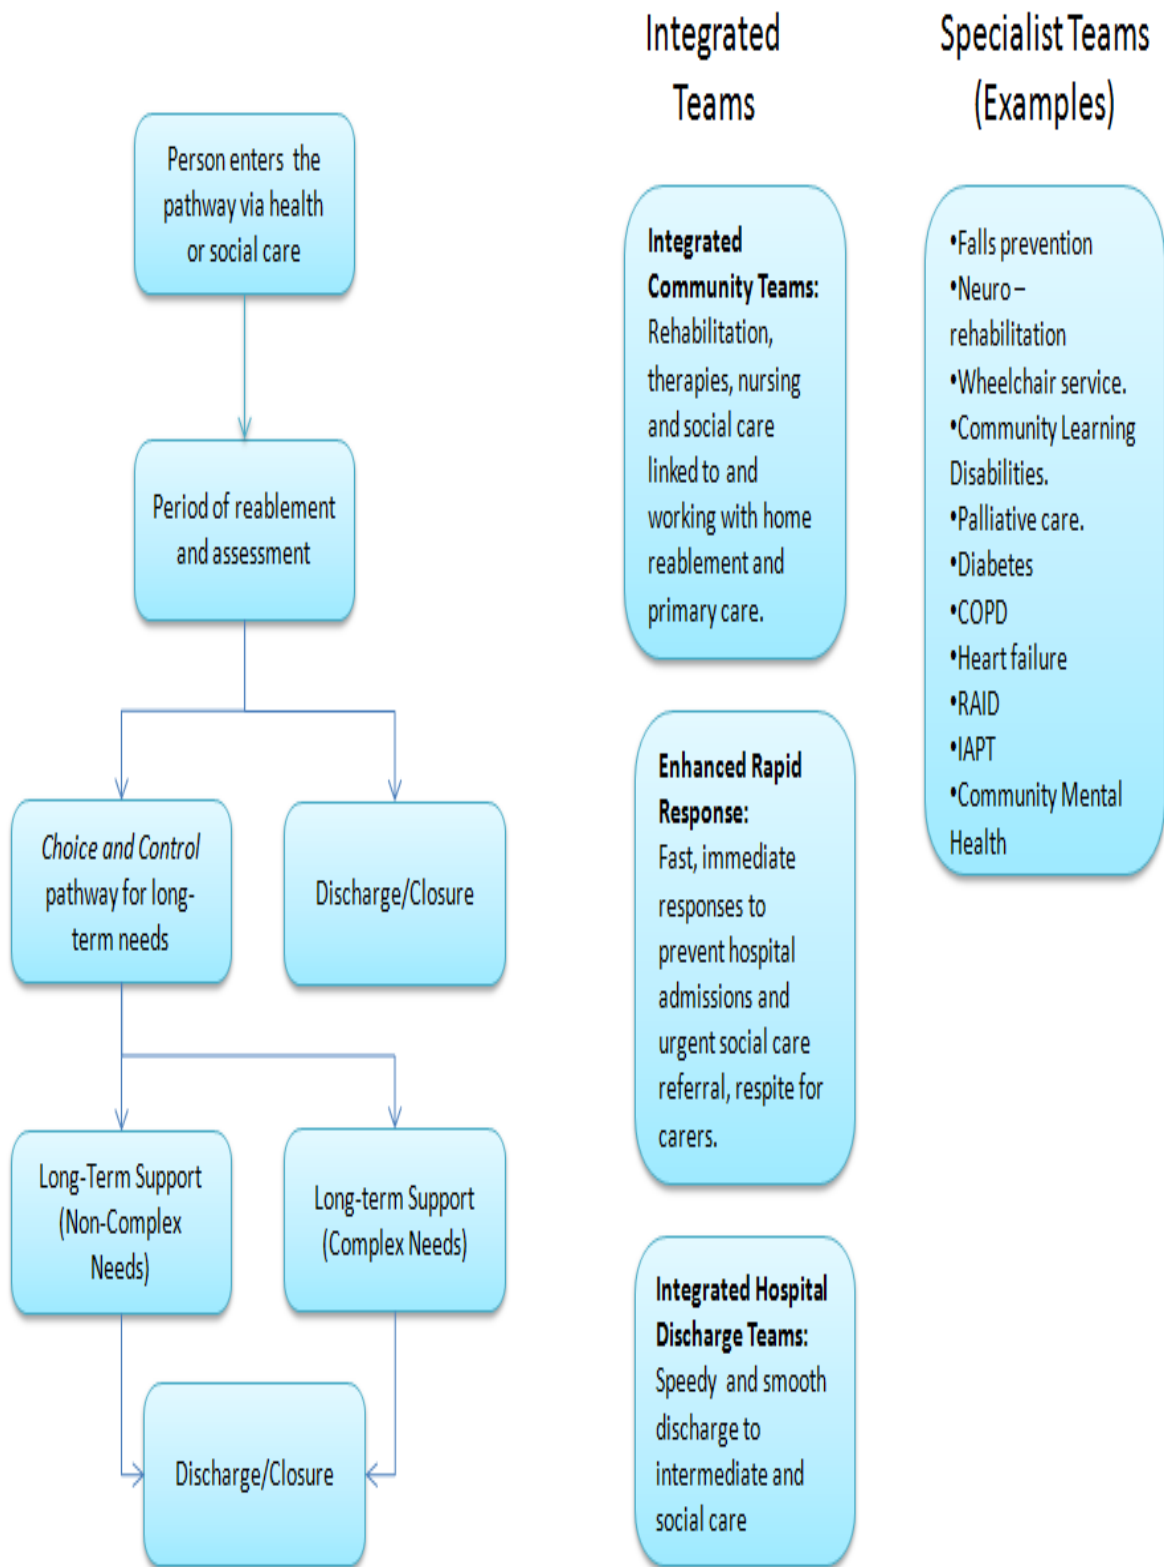 Integrated
Teams
Specialist Teams
(Examples)
Person enters the
pathway via health
or social care
Period of reablement
and assessment
Choice and Control
pathway for long-
term needs
Discharge/Closure
Long-Term Support
(Non-Complex
Needs)
Long-term Support
(Complex Needs)
Discharge/Closure
Integrated
Community Teams:
Rehabilitation,
therapies, nursing
and social care
linked to and
working with home
reablement and
primary care.
Enhanced Rapid
Response:
Fast, immediate
responses to
prevent hospital
admissions and
urgent social care
referral, respite for
carers.
Integrated Hospital
Discharge Teams:
Speedy and smooth
discharge to
intermediate and
social care
•Falls prevention
•Neuro –
rehabilitation
•Wheelchair service.
•Community Learning
Disabilities.
•Palliative care.
•Diabetes
•COPD
•Heart failure
•RAID
•IAPT
•Community Mental
Health